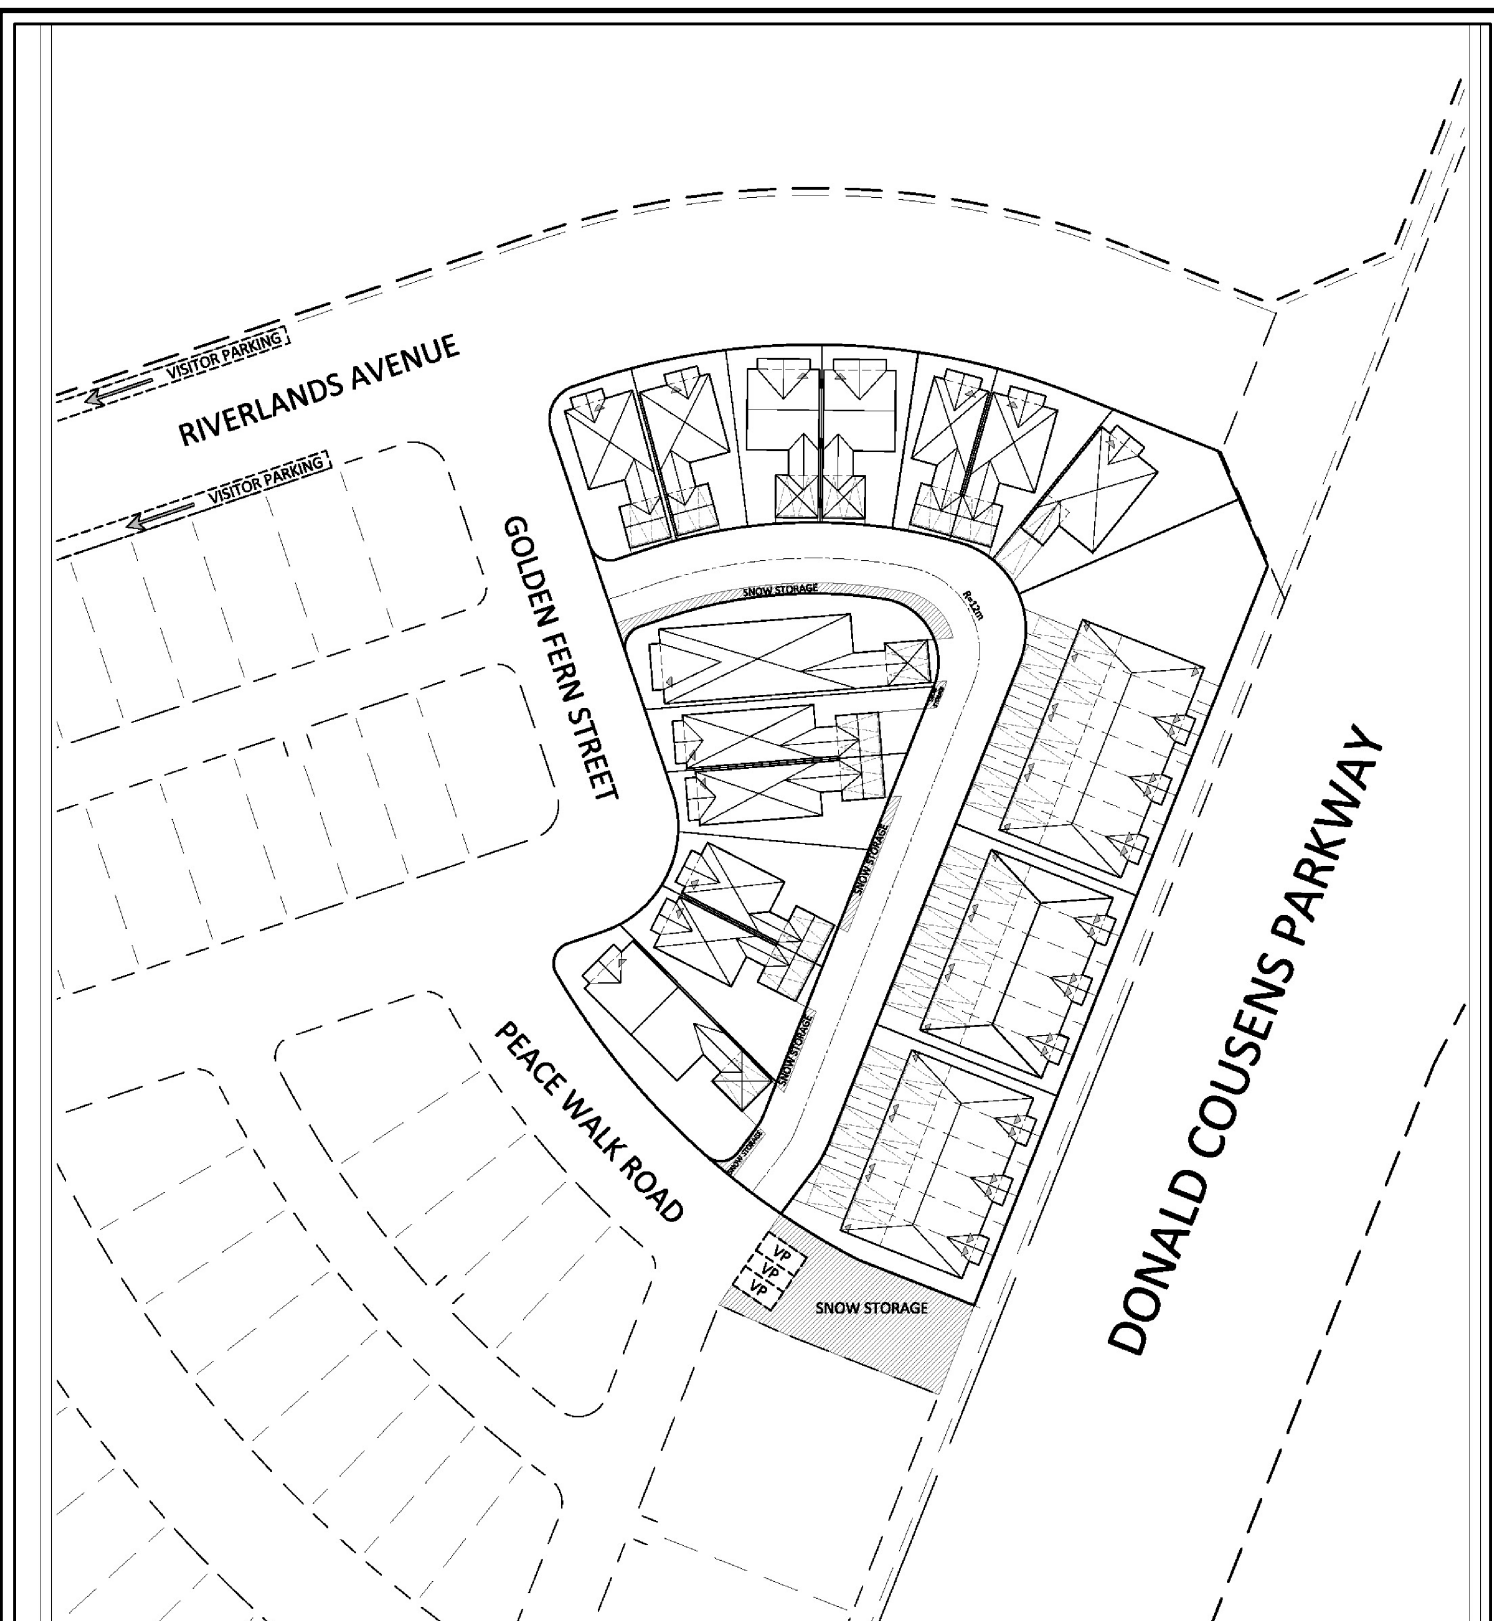 VISITOR PARKING
RIVERLANDS AVENUE
VISITOR PARKING
GOLDEN FERN STREET
SNOW STORAGE
R=12m
SNOW STORAGE
DONALD COUSENS PARKWAY
SNOW STORAGE
PEACE WALK ROAD
SNOW STORAGE
VP
VP
VP
SNOW STORAGE